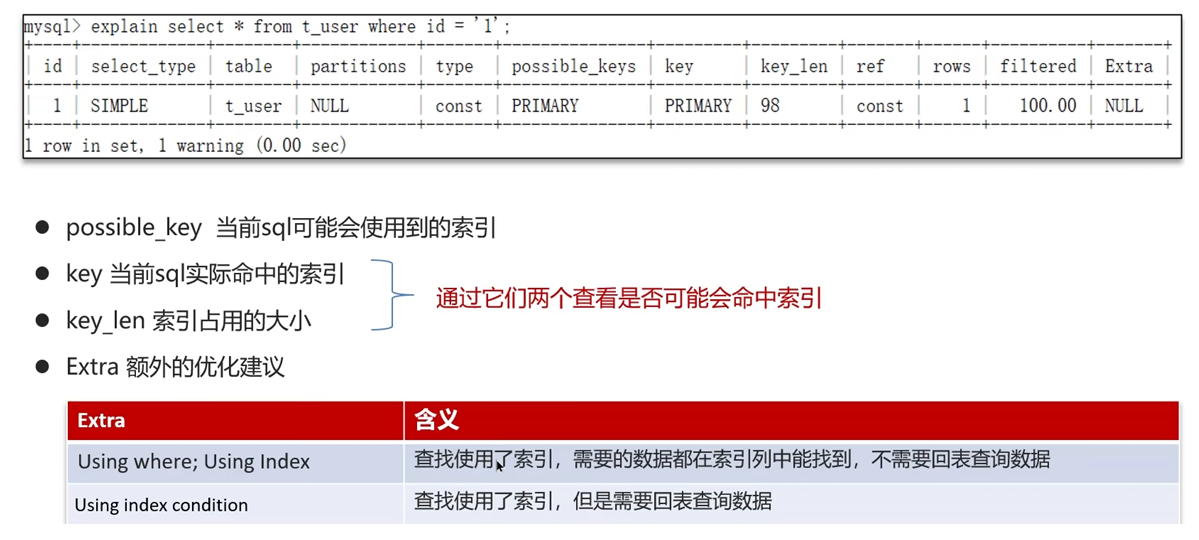 mysql> explain select * from t_user where id = '1';
| id | select_type | table | partitions | type | possible_keys | key | key_len | ref | rows | filtered | Extra |
| 1 | SIMPLE | t_user | NULL | const | PRIMARY | PRIMARY | 98 | const | 1 | 100.00 | NULL |
1 row in set, 1 warning (0.00 sec)
● possible_key 当前sql可能会使用到的索引
● key 当前sql实际命中的索引
通过它们两个查看是否可能会命中索引
● key_len 索引占用的大小
● Extra 额外的优化建议
Extra 含义
Using where; Using Index 查找使用了索引，需要的数据都在索引列中能找到，不需要回表查询数据
Using index condition 查找使用了索引，但是需要回表查询数据